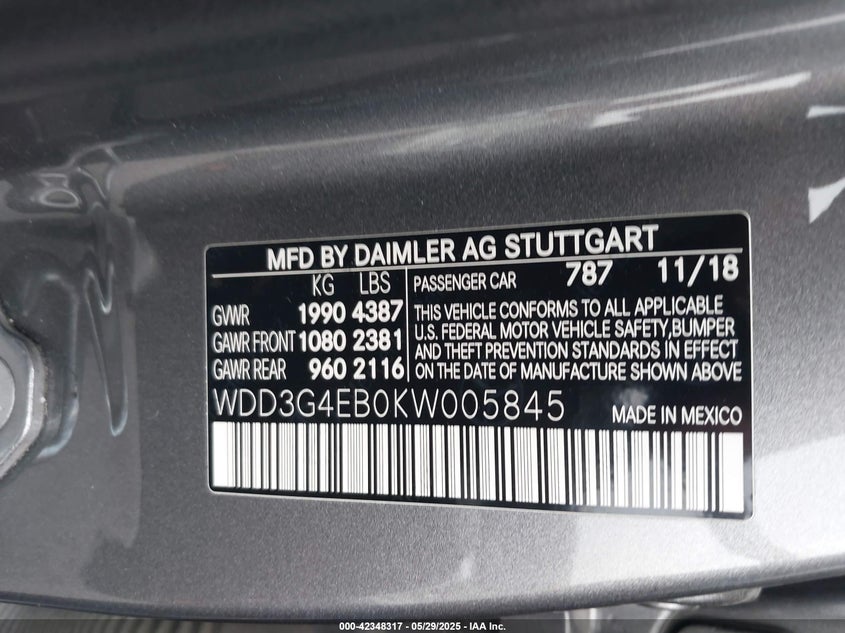 MFD BY DAIMLER AG STUTTGART
KG LBS
GVWR 1990 4387
GAWR FRONT 1080 2381
GAWR REAR 960 2116
PASSENGER CAR 787 11/18
THIS VEHICLE CONFORMS TO ALL APPLICABLE
U.S. FEDERAL MOTOR VEHICLE SAFETY, BUMPER
AND THEFT PREVENTION STANDARDS IN EFFECT
ON THE DATE OF MANUFACTURE SHOWN ABOVE
WDD3G4EB0KW005845
MADE IN MEXICO
000-42348317 - 05/29/2025 - IAA Inc.